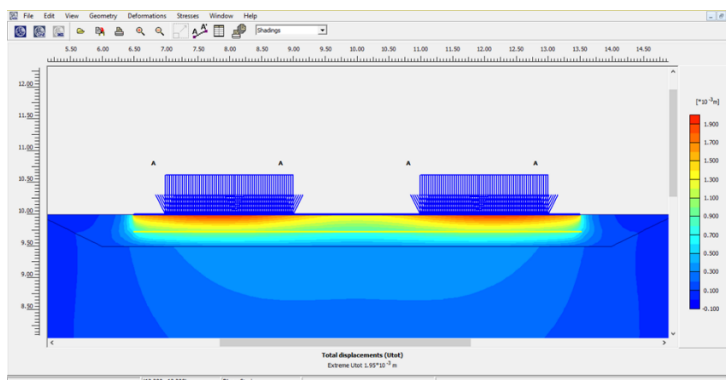 File Edit View Geometry Deformations Stresses Window Help
Shadings
5.50 6.00 6.50 7.00 7.50 8.00 8.50 9.00 9.50 10.00 10.50 11.00 11.50 12.00 12.50 13.00 13.50 14.00 14.50
12.00
11.50
11.00
10.50
10.00
9.50
9.00
8.50
A A A A
[*10⁻³m]
1.900
1.700
1.500
1.300
1.100
0.900
0.700
0.500
0.300
0.100
-0.100
Total displacements (Utot)
Extreme Utot 1.95*10⁻³ m